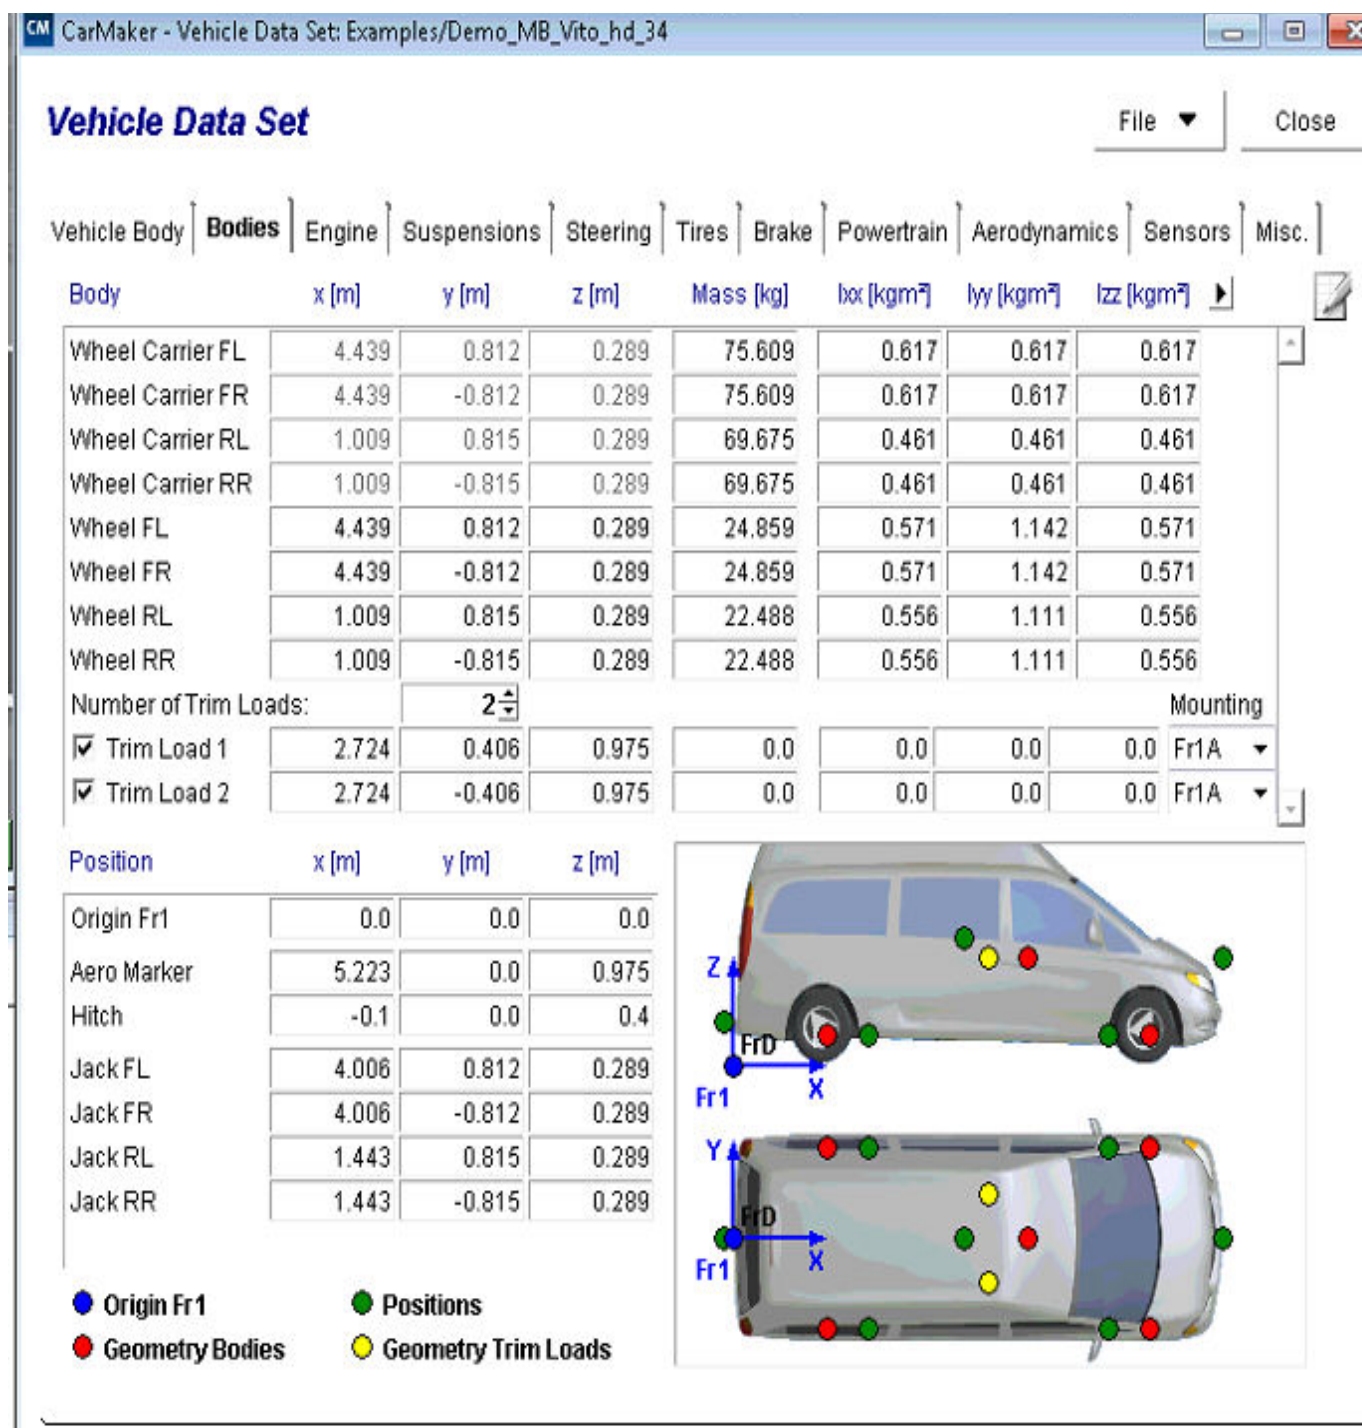 CM CarMaker - Vehicle Data Set: Examples/Demo_MB_Vito_hd_34
Vehicle Data Set
File Close
Vehicle Body Bodies Engine Suspensions Steering Tires Brake Powertrain Aerodynamics Sensors Misc.
Body x [m] y [m] z [m] Mass [kg] Ixx [kgm²] Iyy [kgm²] Izz [kgm²]
Wheel Carrier FL 4.439 0.812 0.289 75.609 0.617 0.617 0.617
Wheel Carrier FR 4.439 -0.812 0.289 75.609 0.617 0.617 0.617
Wheel Carrier RL 1.009 0.815 0.289 69.675 0.461 0.461 0.461
Wheel Carrier RR 1.009 -0.815 0.289 69.675 0.461 0.461 0.461
Wheel FL 4.439 0.812 0.289 24.859 0.571 1.142 0.571
Wheel FR 4.439 -0.812 0.289 24.859 0.571 1.142 0.571
Wheel RL 1.009 0.815 0.289 22.488 0.556 1.111 0.556
Wheel RR 1.009 -0.815 0.289 22.488 0.556 1.111 0.556
Number of Trim Loads: 2 Mounting
Trim Load 1 2.724 0.406 0.975 0.0 0.0 0.0 0.0 Fr1A
Trim Load 2 2.724 -0.406 0.975 0.0 0.0 0.0 0.0 Fr1A
Position x [m] y [m] z [m]
Origin Fr1 0.0 0.0 0.0
Aero Marker 5.223 0.0 0.975
Hitch -0.1 0.0 0.4
Jack FL 4.006 0.812 0.289
Jack FR 4.006 -0.812 0.289
Jack RL 1.443 0.815 0.289
Jack RR 1.443 -0.815 0.289
Z
FrD
Fr1 X
Y
FrD
Fr1 X
Origin Fr1 Positions
Geometry Bodies Geometry Trim Loads